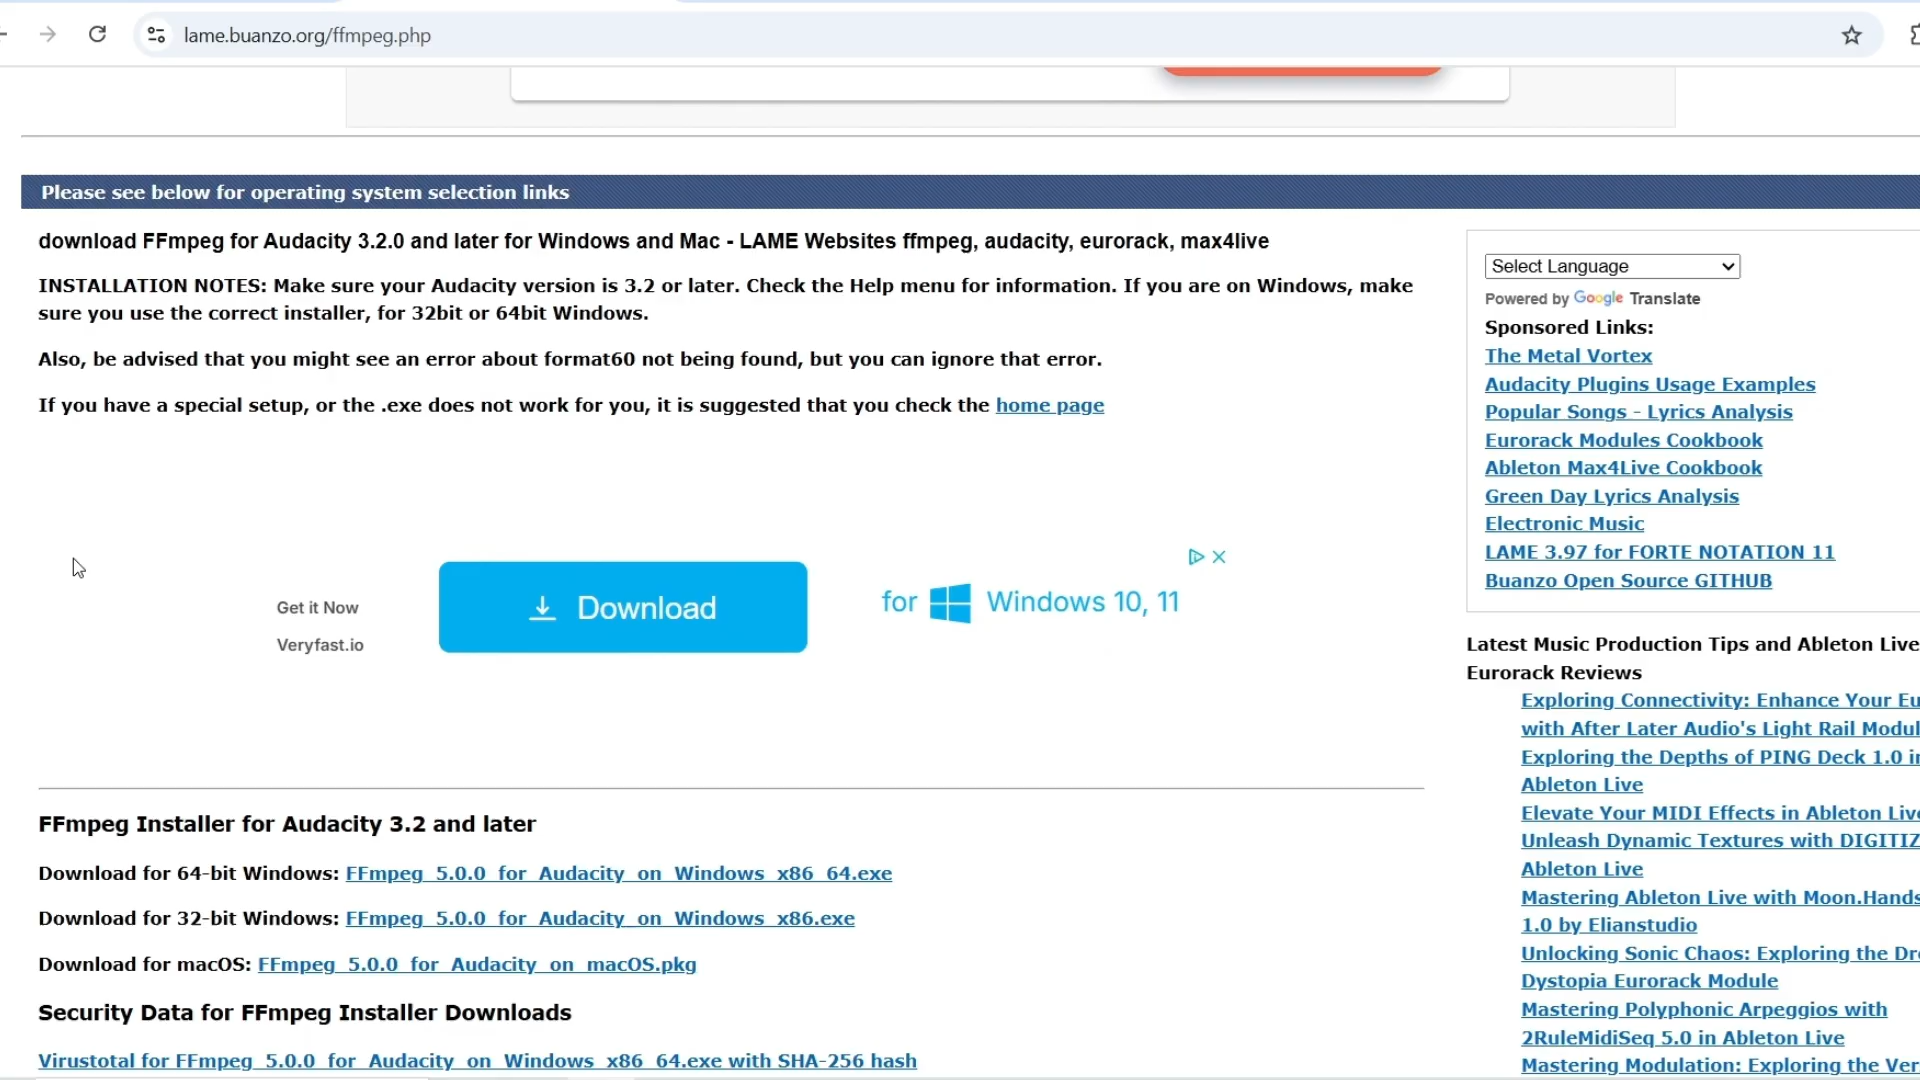 lame.buanzo.org/ffmpeg.php
Please see below for operating system selection links
download FFmpeg for Audacity 3.2.0 and later for Windows and Mac - LAME Websites ffmpeg, audacity, eurorack, max4live
INSTALLATION NOTES: Make sure your Audacity version is 3.2 or later. Check the Help menu for information. If you are on Windows, make
sure you use the correct installer, for 32bit or 64bit Windows.
Also, be advised that you might see an error about format60 not being found, but you can ignore that error.
If you have a special setup, or the .exe does not work for you, it is suggested that you check the home page
Get it Now
Veryfast.io
Download
for Windows 10, 11
FFmpeg Installer for Audacity 3.2 and later
Download for 64-bit Windows: FFmpeg_5.0.0_for_Audacity_on_Windows_x86_64.exe
Download for 32-bit Windows: FFmpeg_5.0.0_for_Audacity_on_Windows_x86.exe
Download for macOS: FFmpeg_5.0.0_for_Audacity_on_macOS.pkg
Security Data for FFmpeg Installer Downloads
Virustotal for FFmpeg_5.0.0_for_Audacity_on_Windows_x86_64.exe with SHA-256 hash
Select Language
Powered by Google Translate
Sponsored Links:
The Metal Vortex
Audacity Plugins Usage Examples
Popular Songs - Lyrics Analysis
Eurorack Modules Cookbook
Ableton Max4Live Cookbook
Green Day Lyrics Analysis
Electronic Music
LAME 3.97 for FORTE NOTATION 11
Buanzo Open Source GITHUB
Latest Music Production Tips and Ableton Live
Eurorack Reviews
Exploring Connectivity: Enhance Your Eu
with After Later Audio's Light Rail Modul
Exploring the Depths of PING Deck 1.0 in
Ableton Live
Elevate Your MIDI Effects in Ableton Live
Unleash Dynamic Textures with DIGITIZ
Ableton Live
Mastering Ableton Live with Moon.Hands
1.0 by Elianstudio
Unlocking Sonic Chaos: Exploring the Dr
Dystopia Eurorack Module
Mastering Polyphonic Arpeggios with
2RuleMidiSeq 5.0 in Ableton Live
Mastering Modulation: Exploring the Ver